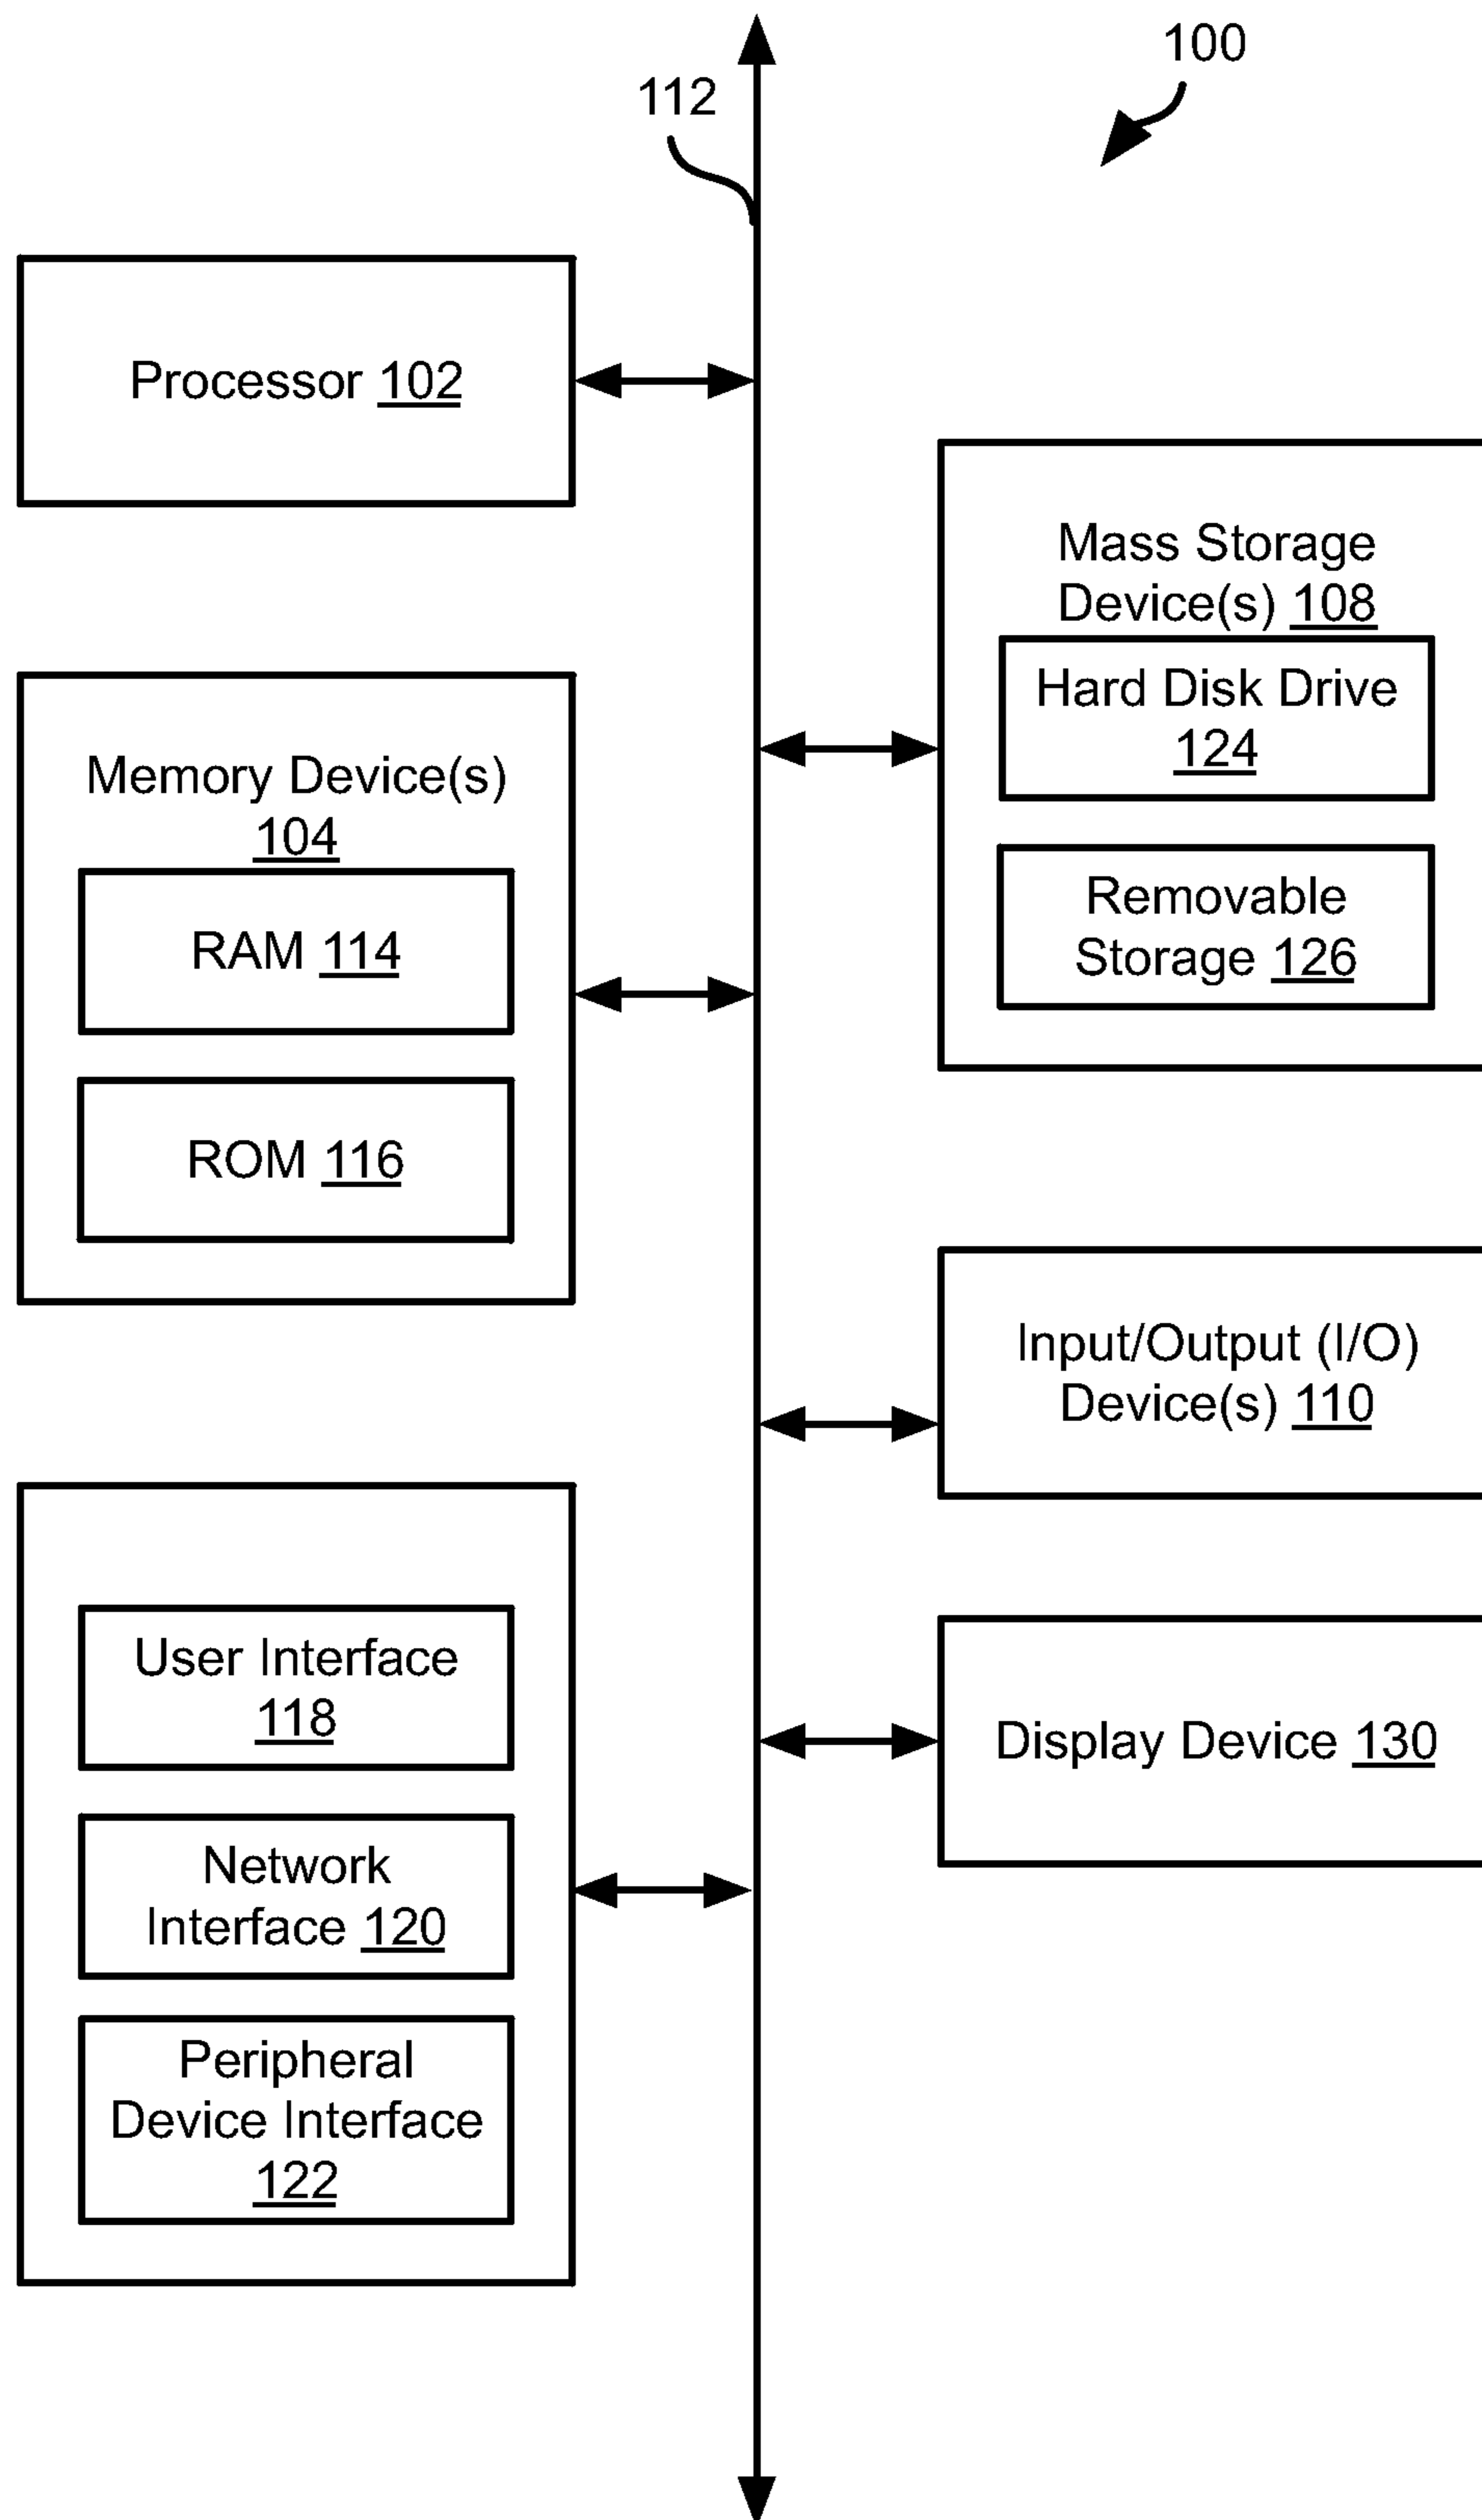 100
112
Processor 102
Mass Storage
Device(s) 108
Hard Disk Drive
124
Removable
Storage 126
Memory Device(s)
104
RAM 114
ROM 116
Input/Output (I/O)
Device(s) 110
User Interface
118
Network
Interface 120
Peripheral
Device Interface
122
Display Device 130